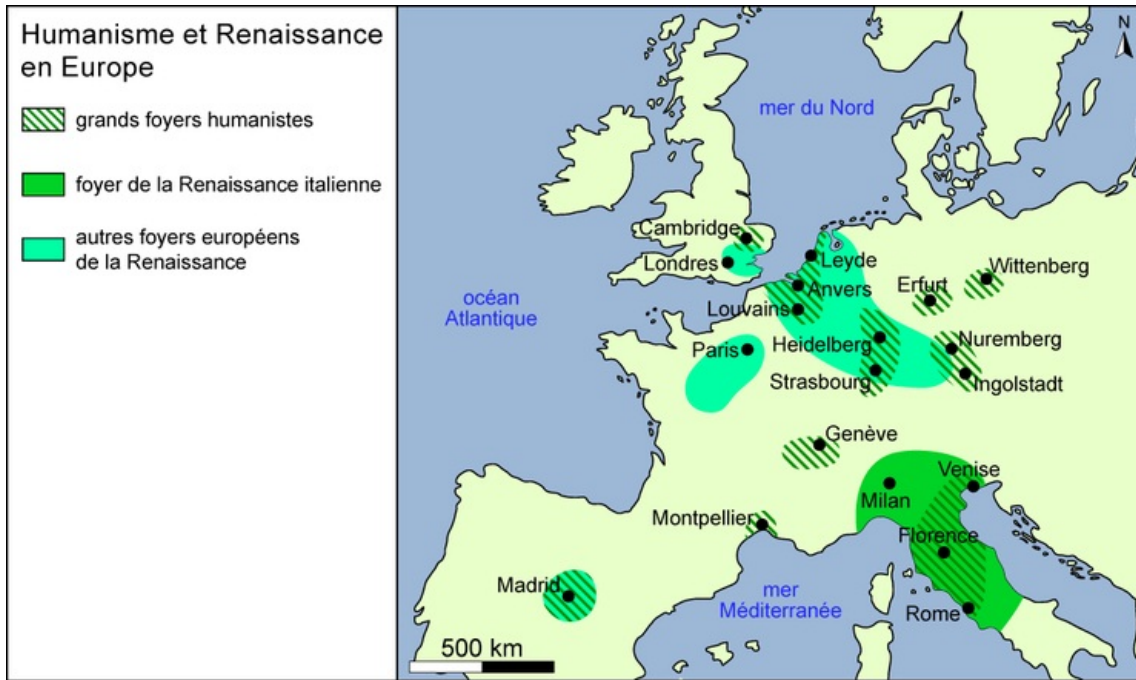 Humanisme et Renaissance
en Europe
grands foyers humanistes
foyer de la Renaissance italienne
autres foyers européens
de la Renaissance
N
mer du Nord
Cambridge
Londres
Leyde
Wittenberg
Anvers
Erfurt
océan
Atlantique
Louvains
Paris
Heidelberg
Nuremberg
Strasbourg
Ingolstadt
Genève
Venise
Milan
Montpellier
Florence
Madrid
mer
Méditerranée
Rome
500 km